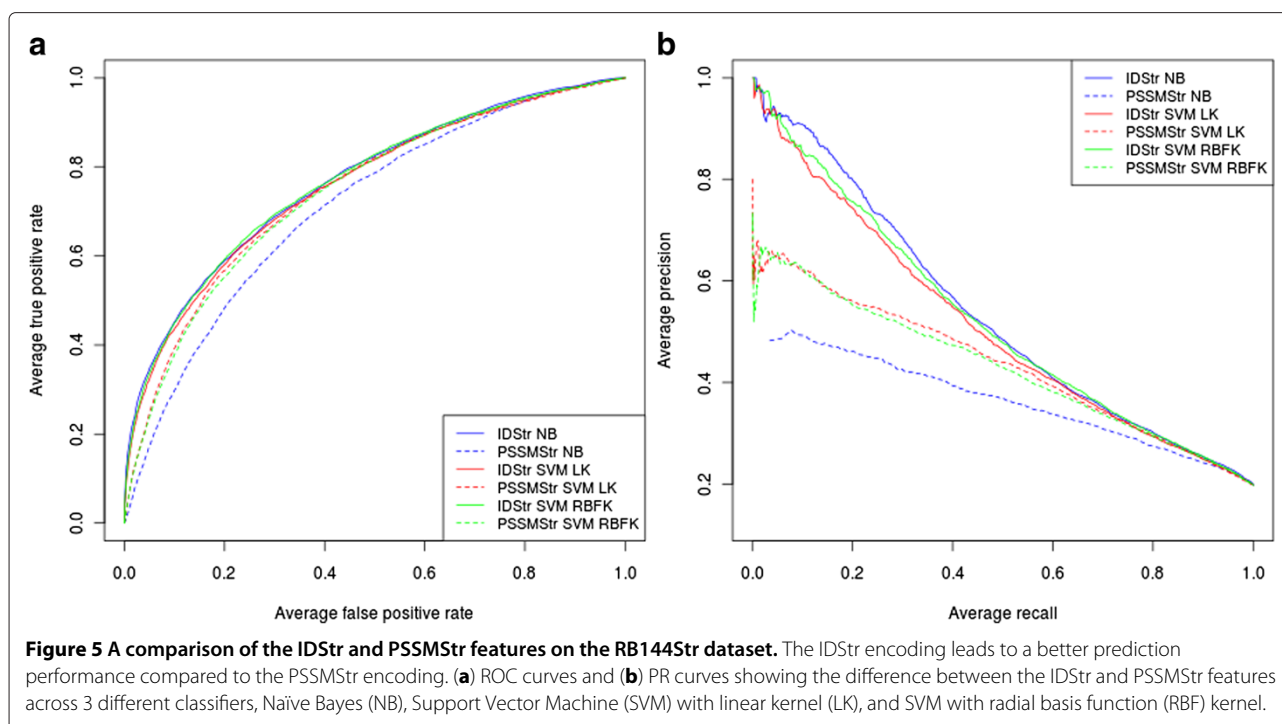 a
1.0
0.8
0.6
0.4
0.2
0.0
Average true positive rate
IDStr NB
PSSMStr NB
IDStr SVM LK
PSSMStr SVM LK
IDStr SVM RBFK
PSSMStr SVM RBFK
0.0 0.2 0.4 0.6 0.8 1.0
Average false positive rate
b
1.0
0.8
0.6
0.4
0.2
Average precision
IDStr NB
PSSMStr NB
IDStr SVM LK
PSSMStr SVM LK
IDStr SVM RBFK
PSSMStr SVM RBFK
0.0 0.2 0.4 0.6 0.8 1.0
Average recall
Figure 5 A comparison of the IDStr and PSSMStr features on the RB144Str dataset. The IDStr encoding leads to a better prediction
performance compared to the PSSMStr encoding. (a) ROC curves and (b) PR curves showing the difference between the IDStr and PSSMStr features
across 3 different classifiers, Naïve Bayes (NB), Support Vector Machine (SVM) with linear kernel (LK), and SVM with radial basis function (RBF) kernel.